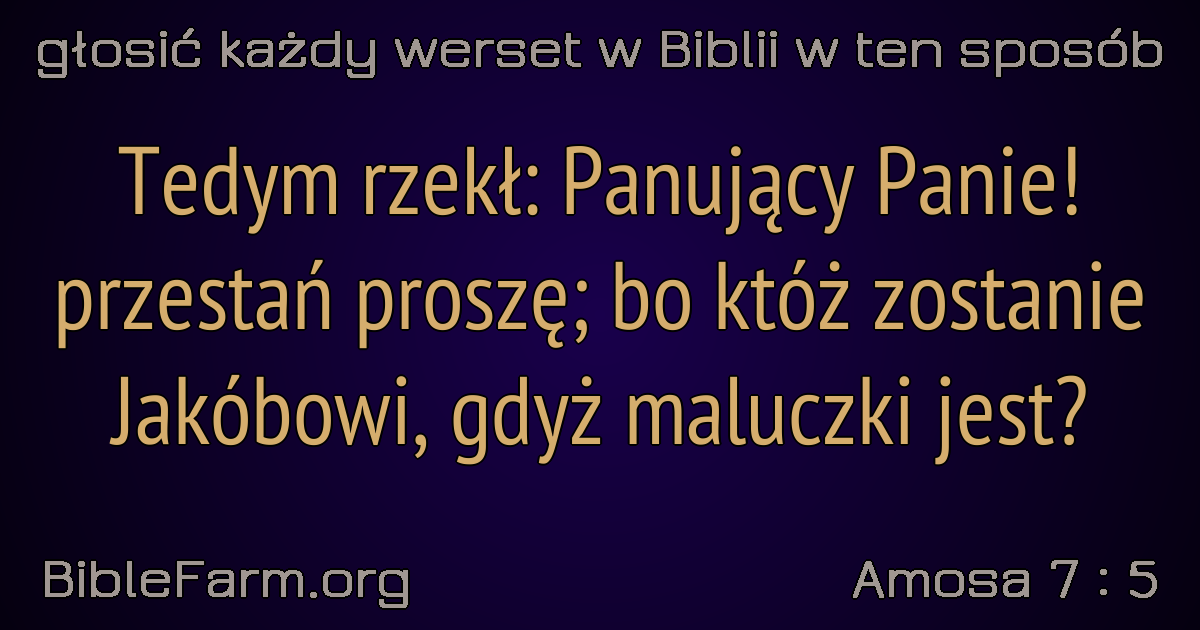 głosić każdy werset w Biblii w ten sposób
Tedym rzekł: Panujący Panie!
przestań proszę; bo któż zostanie
Jakóbowi, gdyż maluczki jest?
BibleFarm.org
Amosa 7 : 5